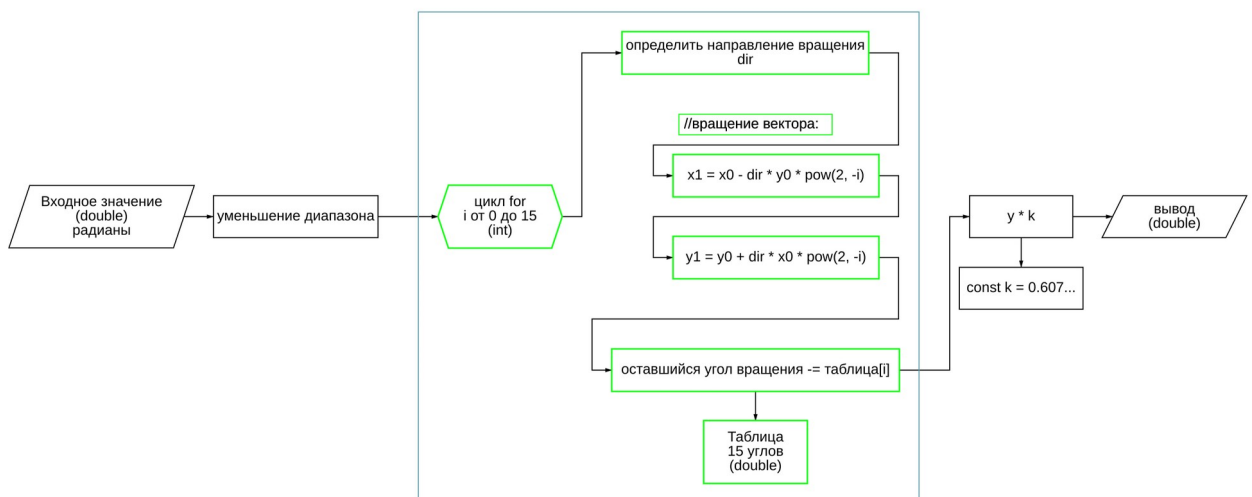 Входное значение
(double)
радианы
уменьшение диапазона
цикл for
i от 0 до 15
(int)
определить направление вращения
dir
//вращение вектора:
x1 = x0 - dir * y0 * pow(2, -i)
y1 = y0 + dir * x0 * pow(2, -i)
оставшийся угол вращения -= таблица[i]
Таблица
15 углов
(double)
y * k
const k = 0.607...
вывод
(double)